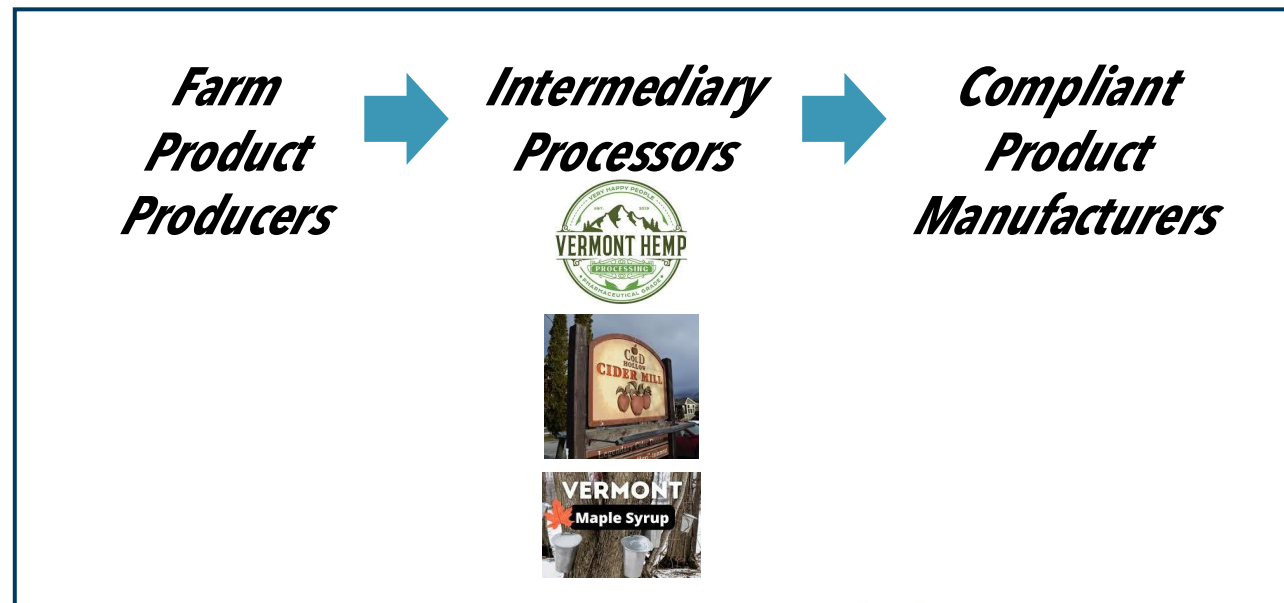 Farm
Product
Producers
Intermediary
Processors
Compliant
Product
Manufacturers
VERY HAPPY PEOPLE
VERMONT HEMP
PROCESSING
PHARMACEUTICAL GRADE
COLD
HOLLOW
CIDER MILL
VERMONT
Maple Syrup